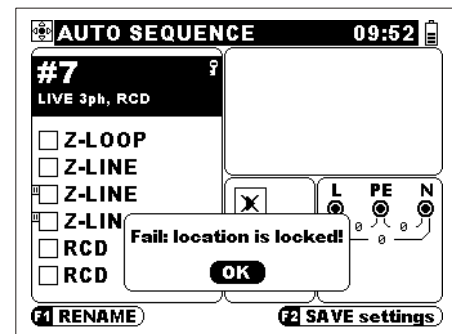 AUTO SEQUENCE 09:52
#7
LIVE 3ph, RCD
Z-LOOP
Z-LINE
Z-LINE
Z-LIN
RCD
RCD
L PE N
0 0
0
Fail: location is locked!
OK
F1 RENAME
F2 SAVE settings